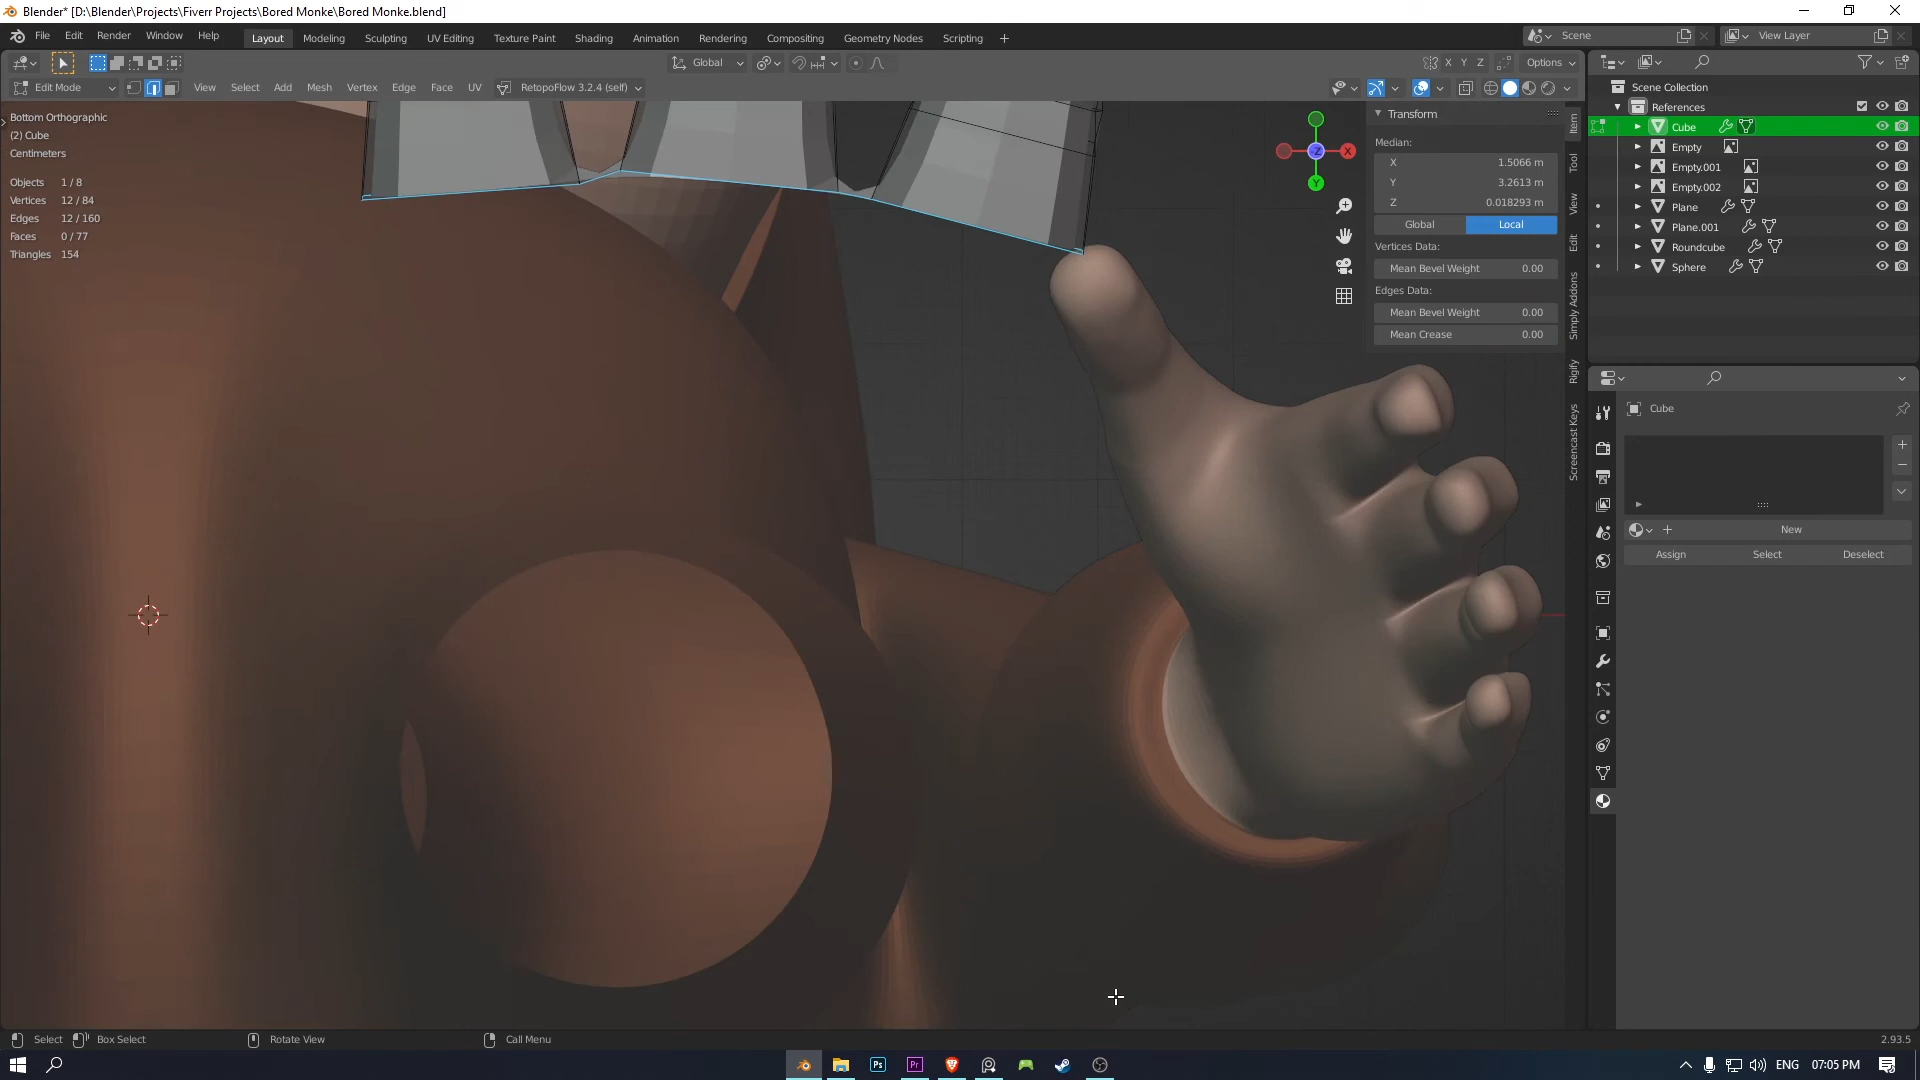 Blender* [D:\Blender\Projects\Fiverr Projects\Bored Monke\Bored Monke.blend]
File Edit Render Window Help Layout Modeling Sculpting UV Editing Texture Paint Shading Animation Rendering Compositing Geometry Nodes Scripting Scene View Layer
Global X Y Z Options
Edit Mode View Select Add Mesh Vertex Edge Face UV RetopoFlow 3.2.4 (self)
Bottom Orthographic
(2) Cube
Centimeters
Objects 1 / 8
Vertices 12 / 84
Edges 12 / 160
Faces 0 / 77
Triangles 154
X
Y
-Z
Transform
Median:
X 1.5066 m
Y 3.2613 m
Z 0.018293 m
Global Local
Vertices Data:
Mean Bevel Weight 0.00
Edges Data:
Mean Bevel Weight 0.00
Mean Crease 0.00
Item
Tool
View
Edit
Simply Addons
Rigify
Screencast Keys
Scene Collection
References
Cube
Empty
Empty.001
Empty.002
Plane
Plane.001
Roundcube
Sphere
Cube
New
Assign Select Deselect
Select Box Select Rotate View Call Menu 2.93.5
Ps Pr ENG 07:05 PM